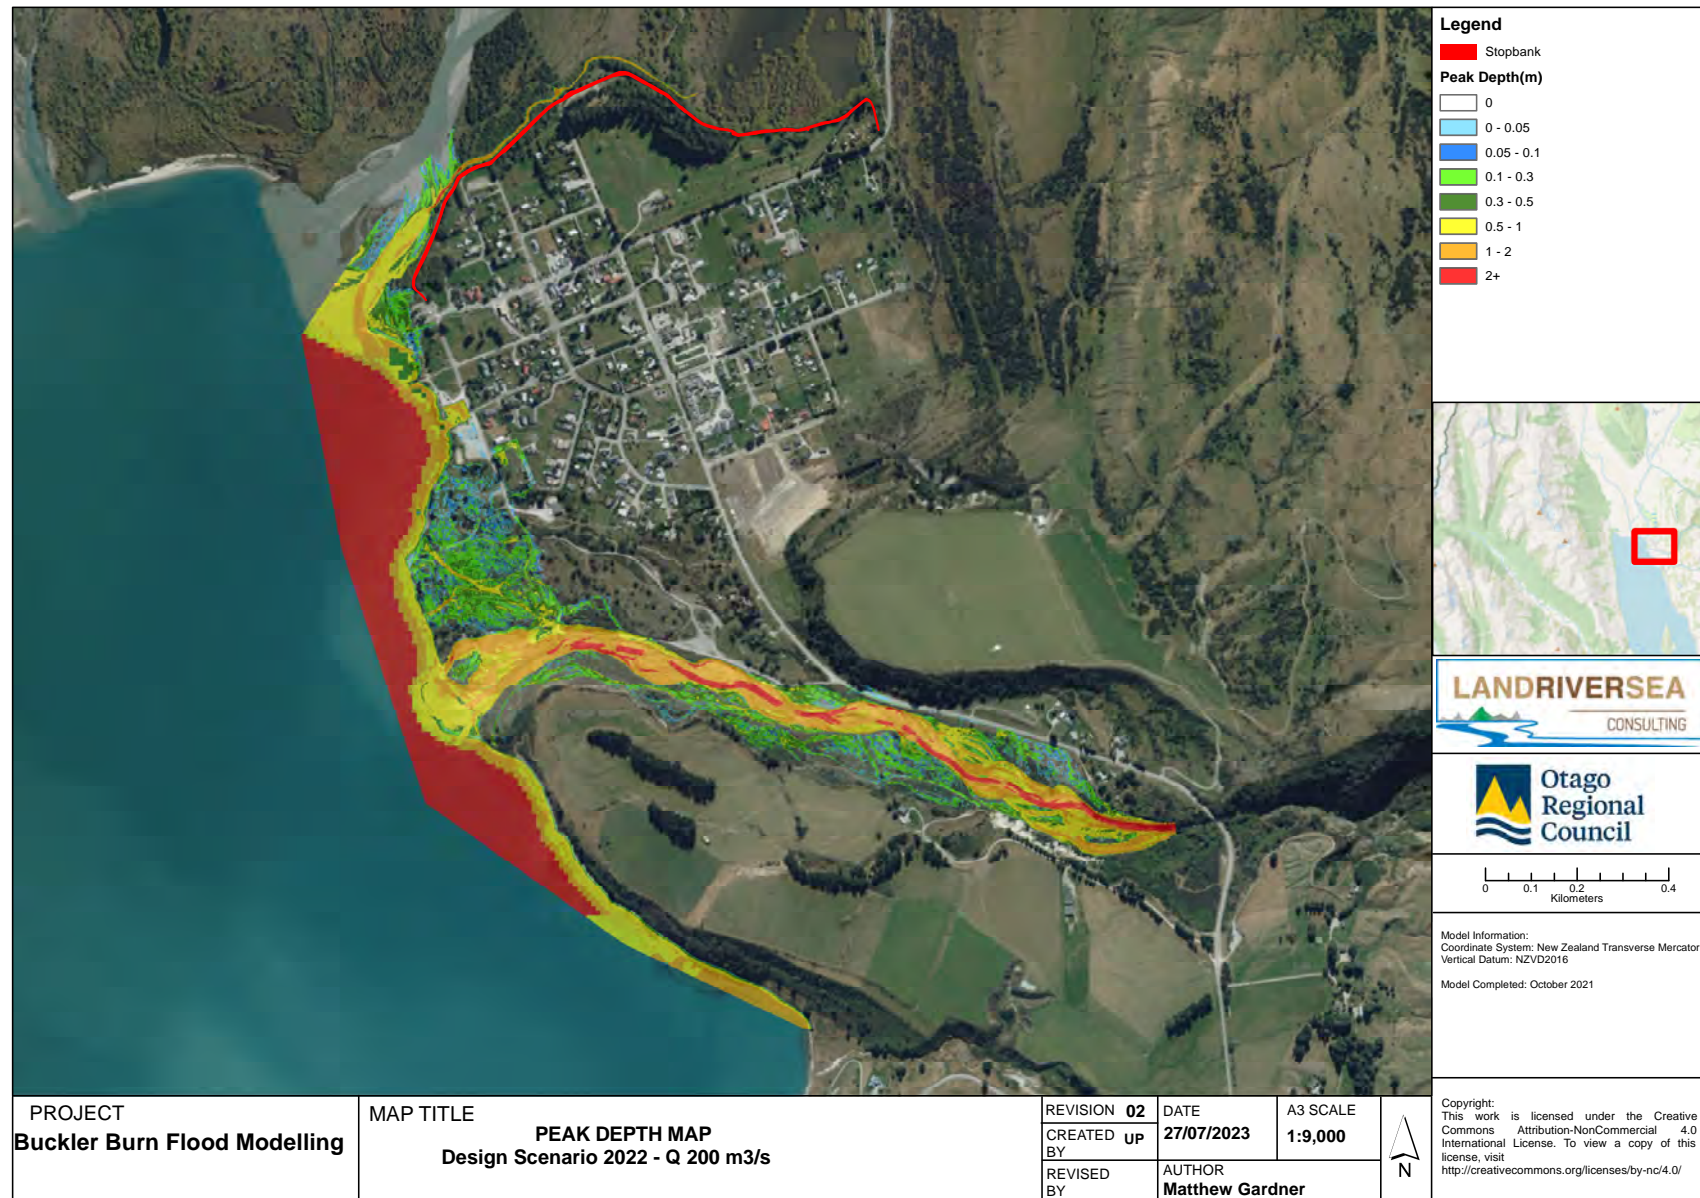 Legend
Stopbank
Peak Depth(m)
0
0 - 0.05
0.05 - 0.1
0.1 - 0.3
0.3 - 0.5
0.5 - 1
1 - 2
2+
LANDRIVERSEA
CONSULTING
Otago
Regional
Council
0 0.1 0.2 0.4
Kilometers
Model Information:
Coordinate System: New Zealand Transverse Mercator
Vertical Datum: NZVD2016
Model Completed: October 2021
Copyright:
This work is licensed under the Creative
Commons Attribution-NonCommercial 4.0
International License. To view a copy of this
license, visit
http://creativecommons.org/licenses/by-nc/4.0/
PROJECT
Buckler Burn Flood Modelling
MAP TITLE
PEAK DEPTH MAP
Design Scenario 2022 - Q 200 m3/s
REVISION 02
CREATED BY UP
REVISED BY
DATE
27/07/2023
A3 SCALE
1:9,000
AUTHOR
Matthew Gardner
N